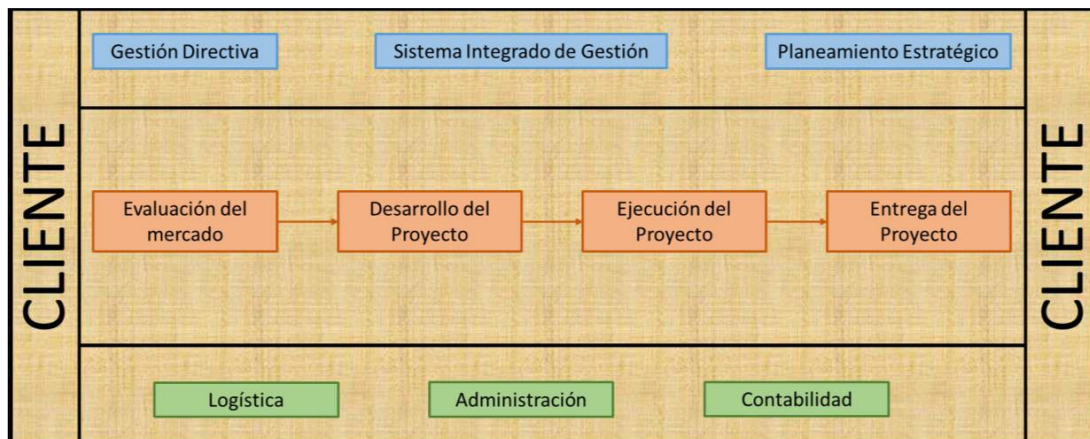 CLIENTE
Gestión Directiva
Sistema Integrado de Gestión
Planeamiento Estratégico
Evaluación del
mercado
Desarrollo del
Proyecto
Ejecución del
Proyecto
Entrega del
Proyecto
Logística
Administración
Contabilidad
CLIENTE